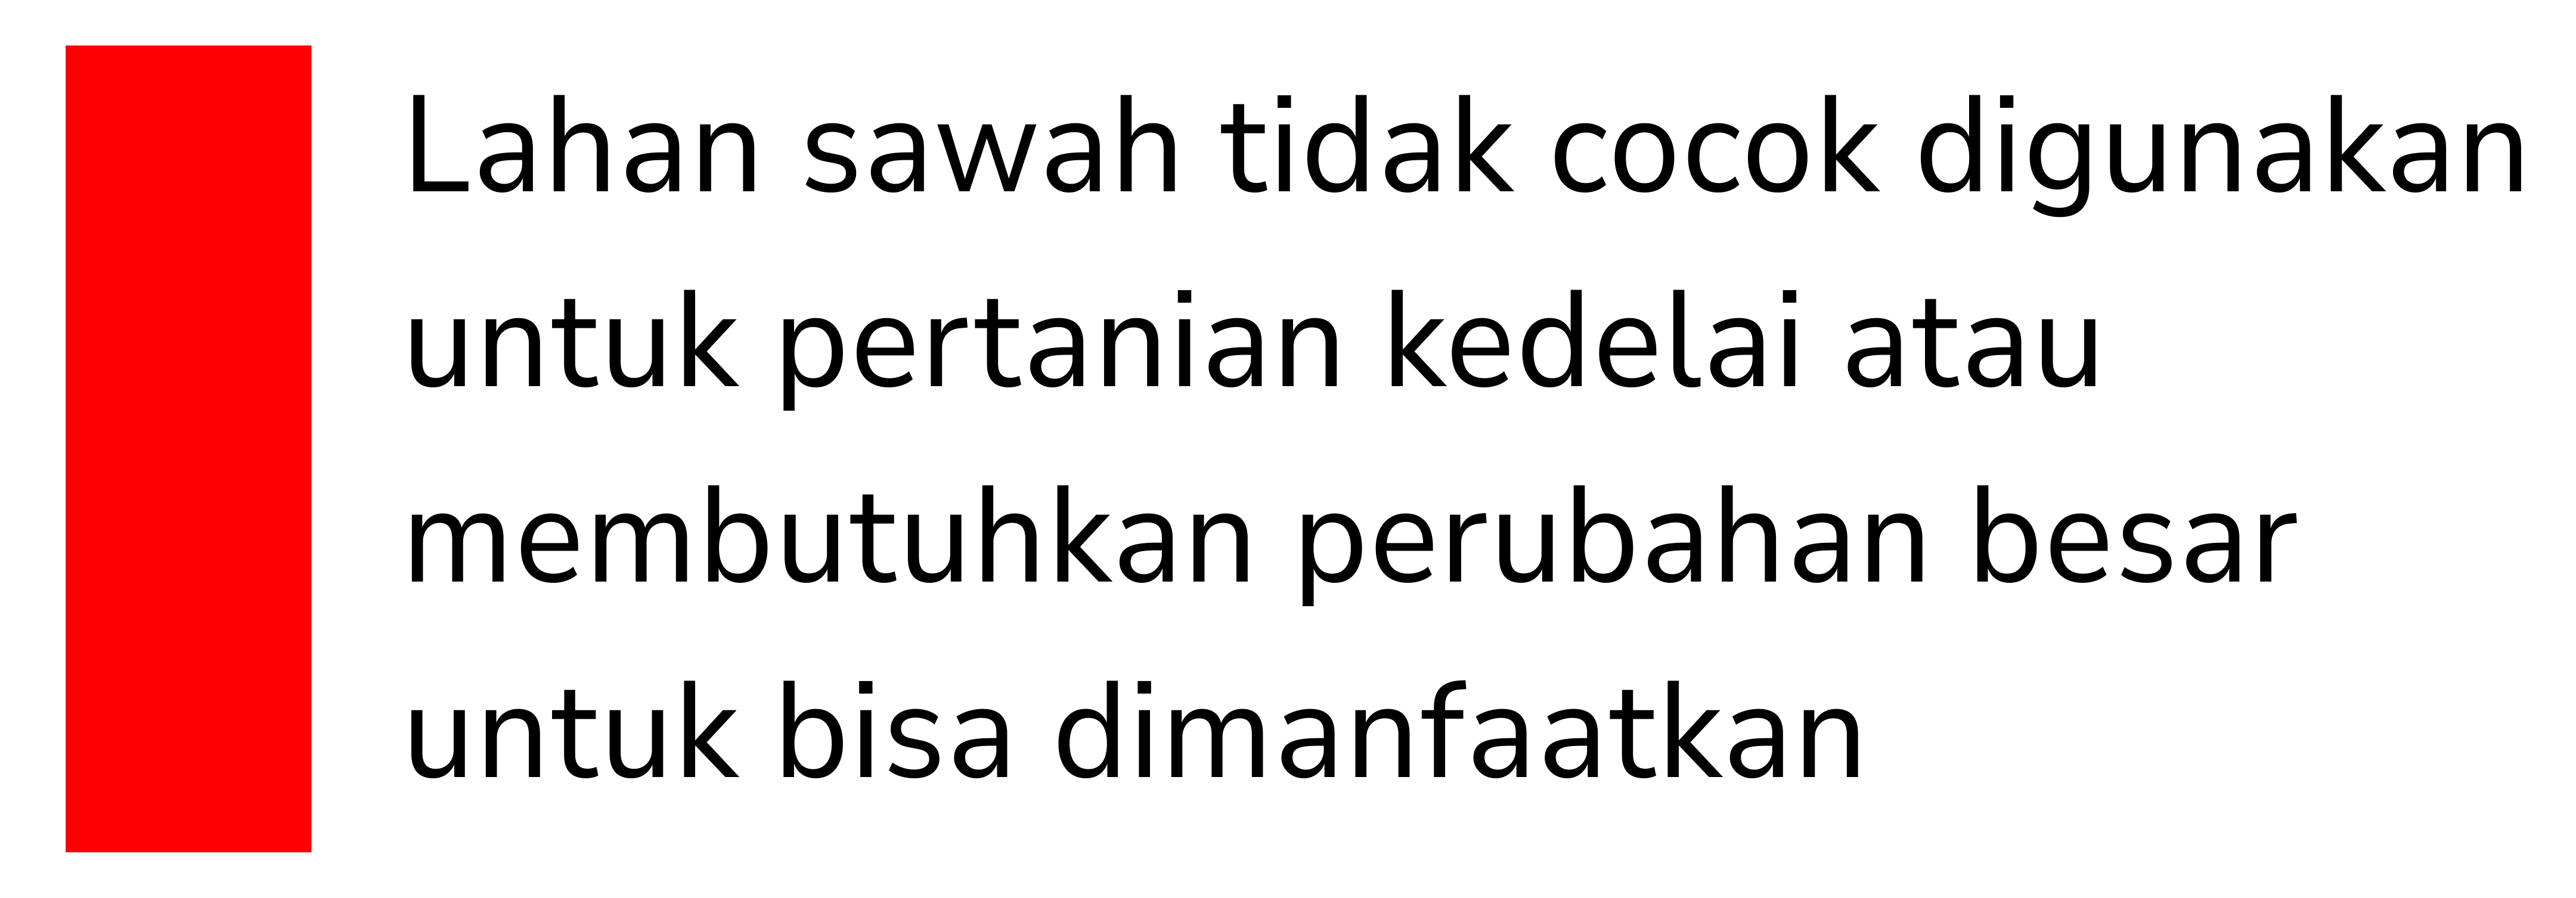 Lahan sawah tidak cocok digunakan
untuk pertanian kedelai atau
membutuhkan perubahan besar
untuk bisa dimanfaatkan